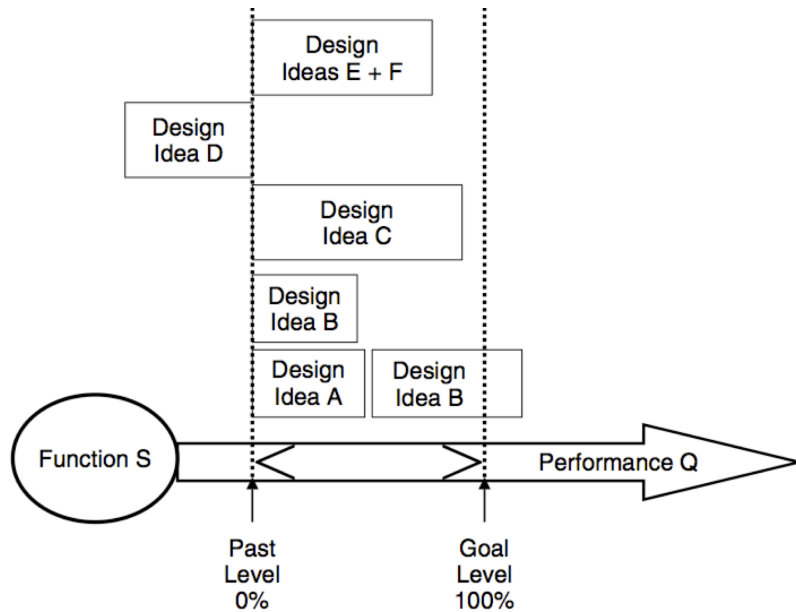 Design
Ideas E + F
Design
Idea D
Design
Idea C
Design
Idea B
Design
Idea A
Design
Idea B
Function S
Performance Q
Past
Level
0%
Goal
Level
100%